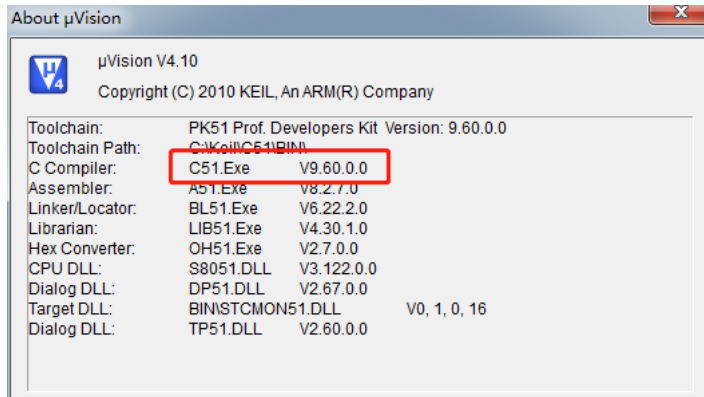 About µVision
µVision V4.10
Copyright (C) 2010 KEIL, An ARM(R) Company
Toolchain: PK51 Prof. Developers Kit Version: 9.60.0.0
Toolchain Path: C:\Keil\C51\BIN\
C Compiler: C51.Exe V9.60.0.0
Assembler: A51.Exe V8.2.7.0
Linker/Locator: BL51.Exe V6.22.2.0
Librarian: LIB51.Exe V4.30.1.0
Hex Converter: OH51.Exe V2.7.0.0
CPU DLL: S8051.DLL V3.122.0.0
Dialog DLL: DP51.DLL V2.67.0.0
Target DLL: BIN\STCMON51.DLL V0, 1, 0, 16
Dialog DLL: TP51.DLL V2.60.0.0